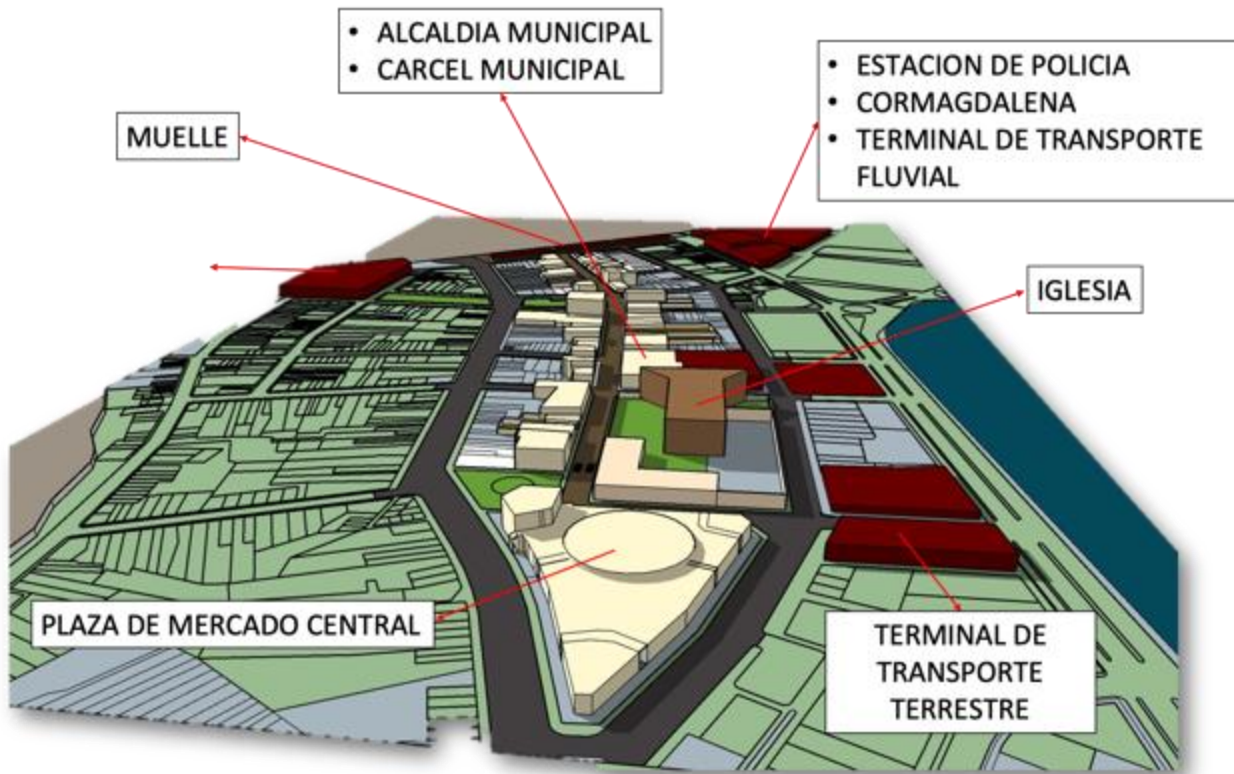 • ALCALDIA MUNICIPAL
• CARCEL MUNICIPAL
• ESTACION DE POLICIA
• CORMAGDALENA
• TERMINAL DE TRANSPORTE
FLUVIAL
MUELLE
IGLESIA
PLAZA DE MERCADO CENTRAL
TERMINAL DE
TRANSPORTE
TERRESTRE